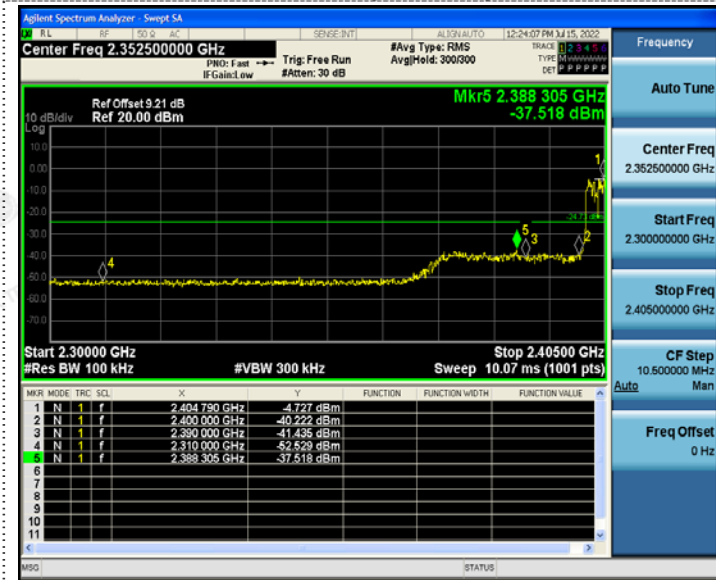 Agilent Spectrum Analyzer - Swept SA
RL RF 50 Ω AC SENSE:INT ALIGN AUTO 12:24:07 PM Jul 15, 2022
Center Freq 2.352500000 GHz
PNO: Fast
IFGain:Low
Trig: Free Run
#Atten: 30 dB
#Avg Type: RMS
Avg|Hold: 300/300
TRACE 1 2 3 4 5 6
TYPE M
DET P P P P P P
Frequency
Auto Tune
Center Freq
2.352500000 GHz
Start Freq
2.300000000 GHz
Stop Freq
2.405000000 GHz
CF Step
10.500000 MHz
Auto Man
Freq Offset
0 Hz
Mkr5 2.388 305 GHz
-37.518 dBm
Ref Offset 9.21 dB
10 dB/div Ref 20.00 dBm
Log
10.0
0.00
-10.0
-20.0
-30.0
-40.0
-50.0
-60.0
-70.0
1
-24.73 dBm
5
3
2
4
Start 2.30000 GHz Stop 2.40500 GHz
#Res BW 100 kHz #VBW 300 kHz Sweep 10.07 ms (1001 pts)
MKR MODE TRC SCL X Y FUNCTION FUNCTION WIDTH FUNCTION VALUE
1 N 1 f 2.404 790 GHz -4.727 dBm
2 N 1 f 2.400 000 GHz -40.222 dBm
3 N 1 f 2.390 000 GHz -41.435 dBm
4 N 1 f 2.310 000 GHz -52.529 dBm
5 N 1 f 2.388 305 GHz -37.518 dBm
6
7
8
9
10
11
MSG STATUS